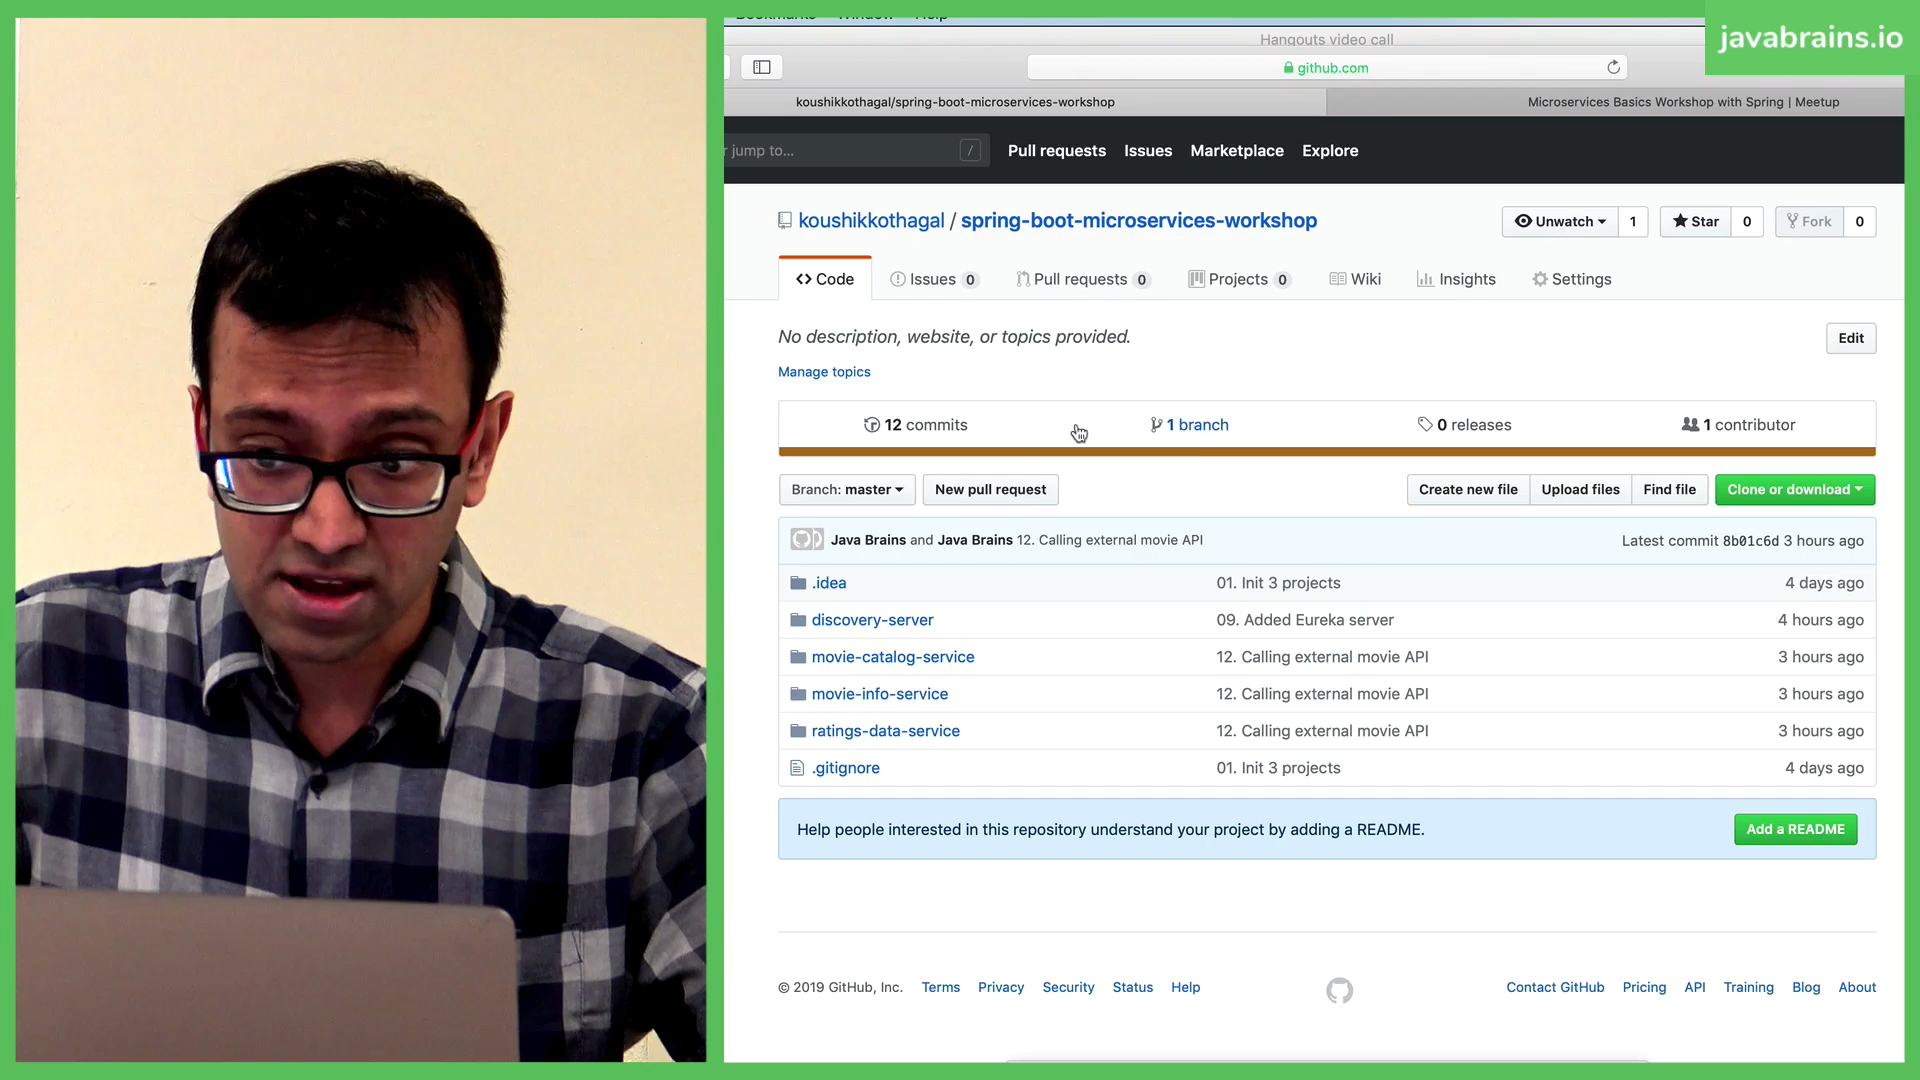 javabrains.io
Hangouts video call
github.com
koushikkothagal/spring-boot-microservices-workshop
Microservices Basics Workshop with Spring | Meetup
jump to... /
Pull requests Issues Marketplace Explore
koushikkothagal / spring-boot-microservices-workshop
Unwatch 1 Star 0 Fork 0
Code Issues 0 Pull requests 0 Projects 0 Wiki Insights Settings
No description, website, or topics provided.
Edit
Manage topics
12 commits 1 branch 0 releases 1 contributor
Branch: master New pull request Create new file Upload files Find file Clone or download
Java Brains and Java Brains 12. Calling external movie API Latest commit 8b01c6d 3 hours ago
.idea 01. Init 3 projects 4 days ago
discovery-server 09. Added Eureka server 4 hours ago
movie-catalog-service 12. Calling external movie API 3 hours ago
movie-info-service 12. Calling external movie API 3 hours ago
ratings-data-service 12. Calling external movie API 3 hours ago
.gitignore 01. Init 3 projects 4 days ago
Help people interested in this repository understand your project by adding a README. Add a README
© 2019 GitHub, Inc. Terms Privacy Security Status Help Contact GitHub Pricing API Training Blog About